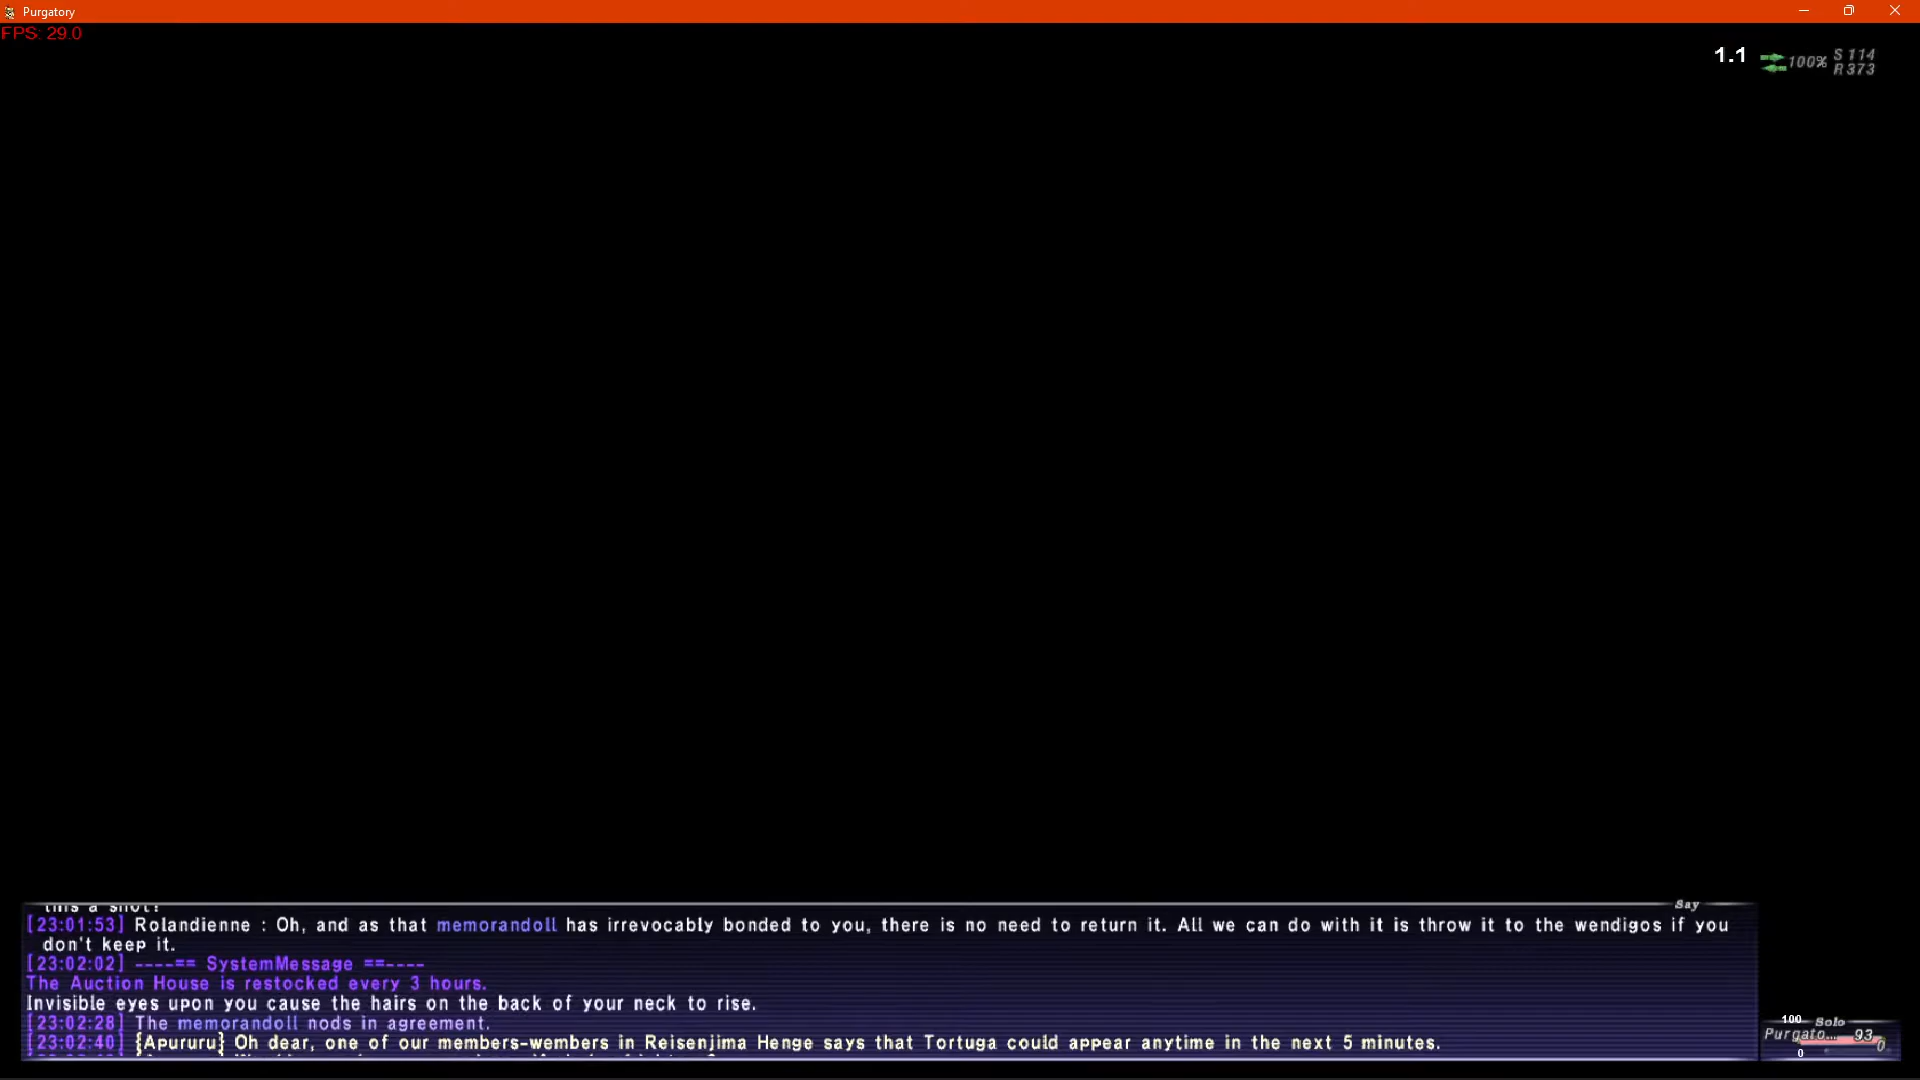 Purgatory
FPS: 29.0
1.1 100% S 114
R 373
Say
this a shot?
[23:01:53] Rolandienne : Oh, and as that memorandoll has irrevocably bonded to you, there is no need to return it. All we can do with it is throw it to the wendigos if you
don't keep it.
[23:02:02] ----== SystemMessage ==----
The Auction House is restocked every 3 hours.
Invisible eyes upon you cause the hairs on the back of your neck to rise.
[23:02:28] The memorandoll nods in agreement.
[23:02:40] {Apururu} Oh dear, one of our members-wembers in Reisenjima Henge says that Tortuga could appear anytime in the next 5 minutes.
100 Solo
Purgato... 93
0
0